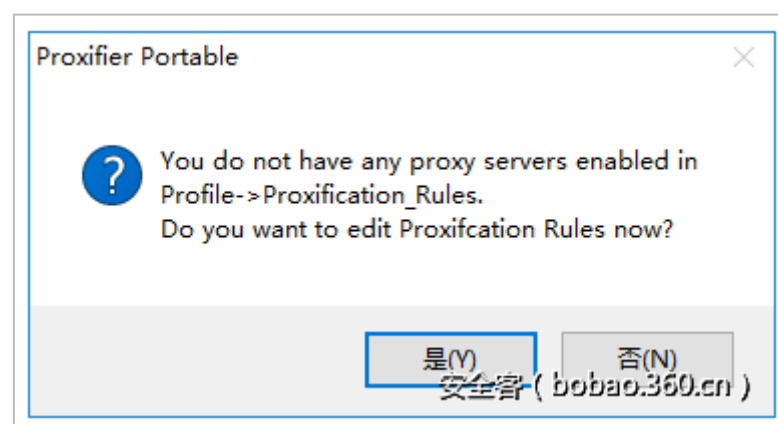 Proxifier Portable
You do not have any proxy servers enabled in
Profile->Proxification_Rules.
Do you want to edit Proxifcation Rules now?
是(Y) 否(N)
安全客 ( bobao.360.cn )